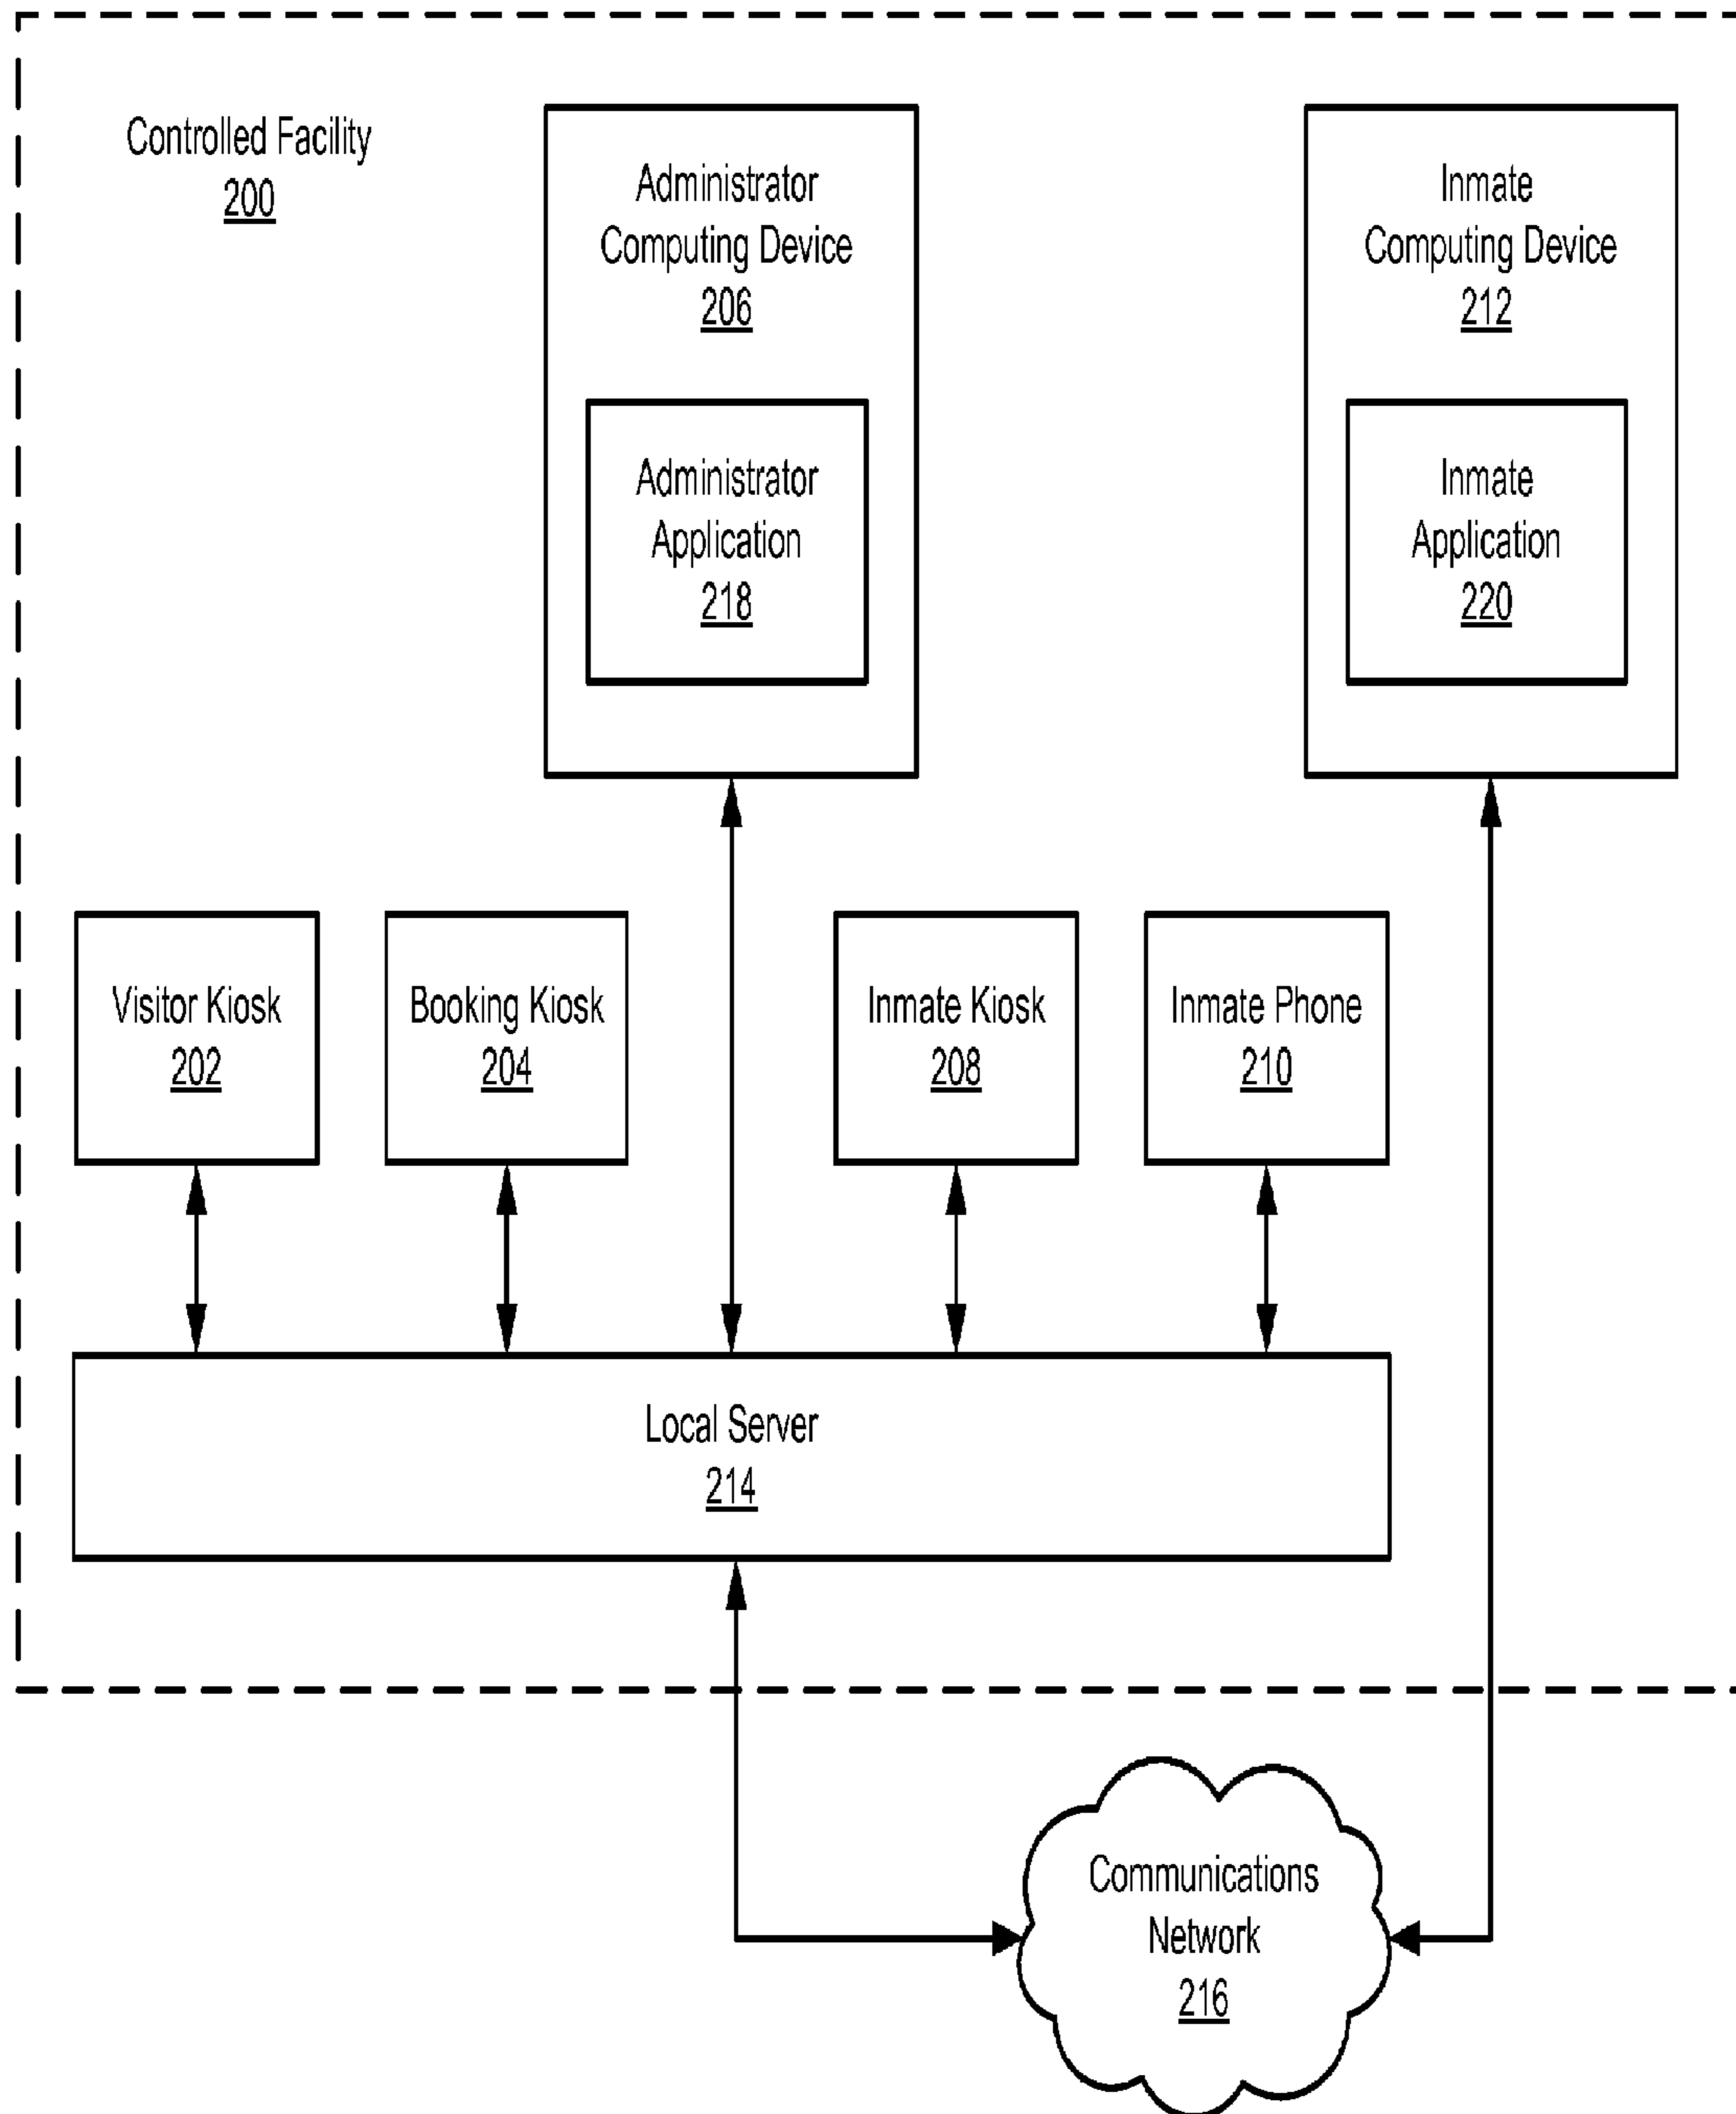 Controlled Facility
200
Administrator
Computing Device
206
Administrator
Application
218
Inmate
Computing Device
212
Inmate
Application
220
Visitor Kiosk
202
Booking Kiosk
204
Inmate Kiosk
208
Inmate Phone
210
Local Server
214
Communications
Network
216